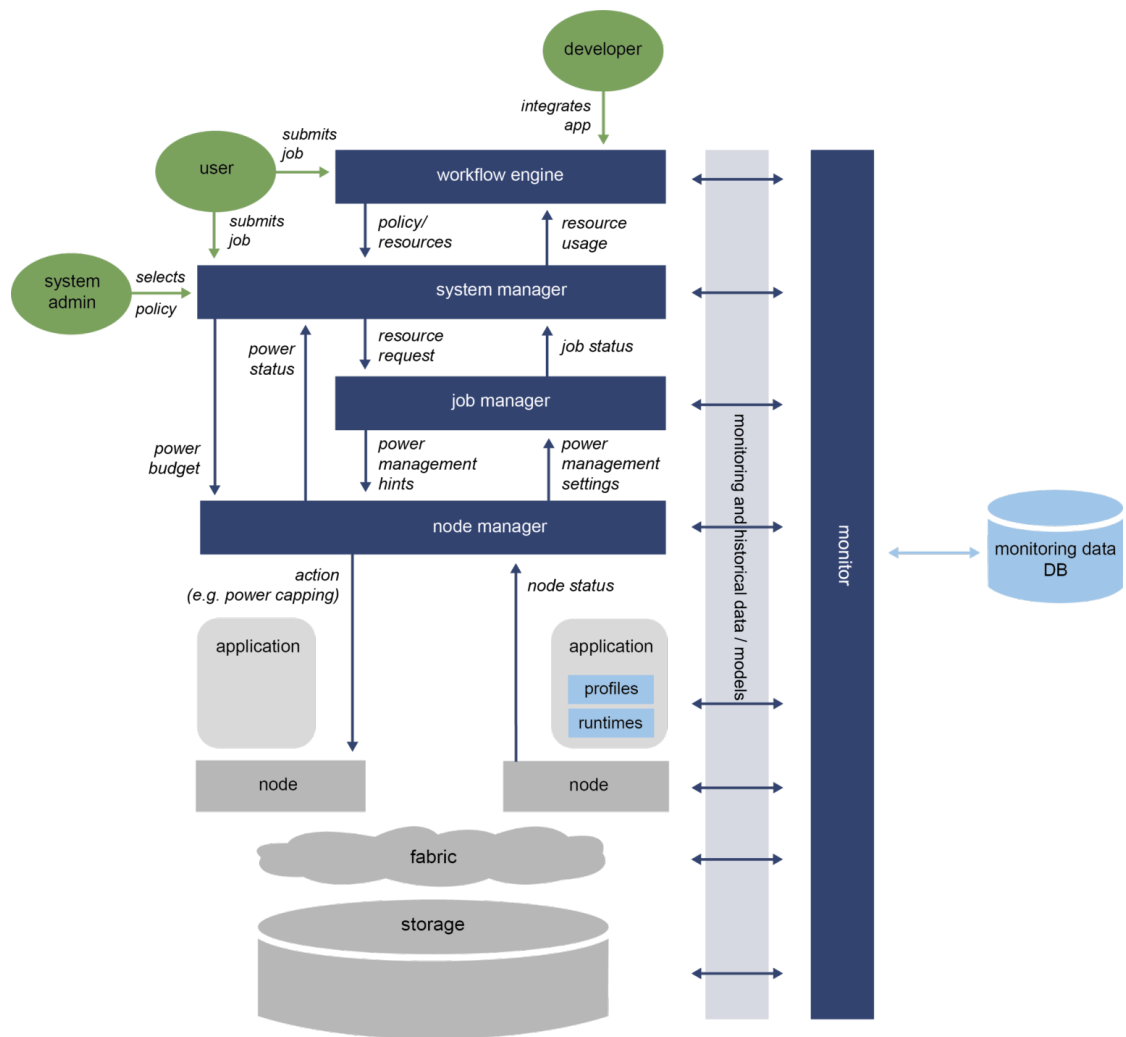 developer
integrates
app
submits
job
user
workflow engine
submits
job
policy/
resources
resource
usage
system
admin
selects
policy
system manager
power
status
resource
request
job status
job manager
power
budget
power
management
hints
power
management
settings
node manager
action
(e.g. power capping)
node status
application
application
profiles
runtimes
node
node
fabric
storage
monitoring and historical data / models
monitor
monitoring data
DB